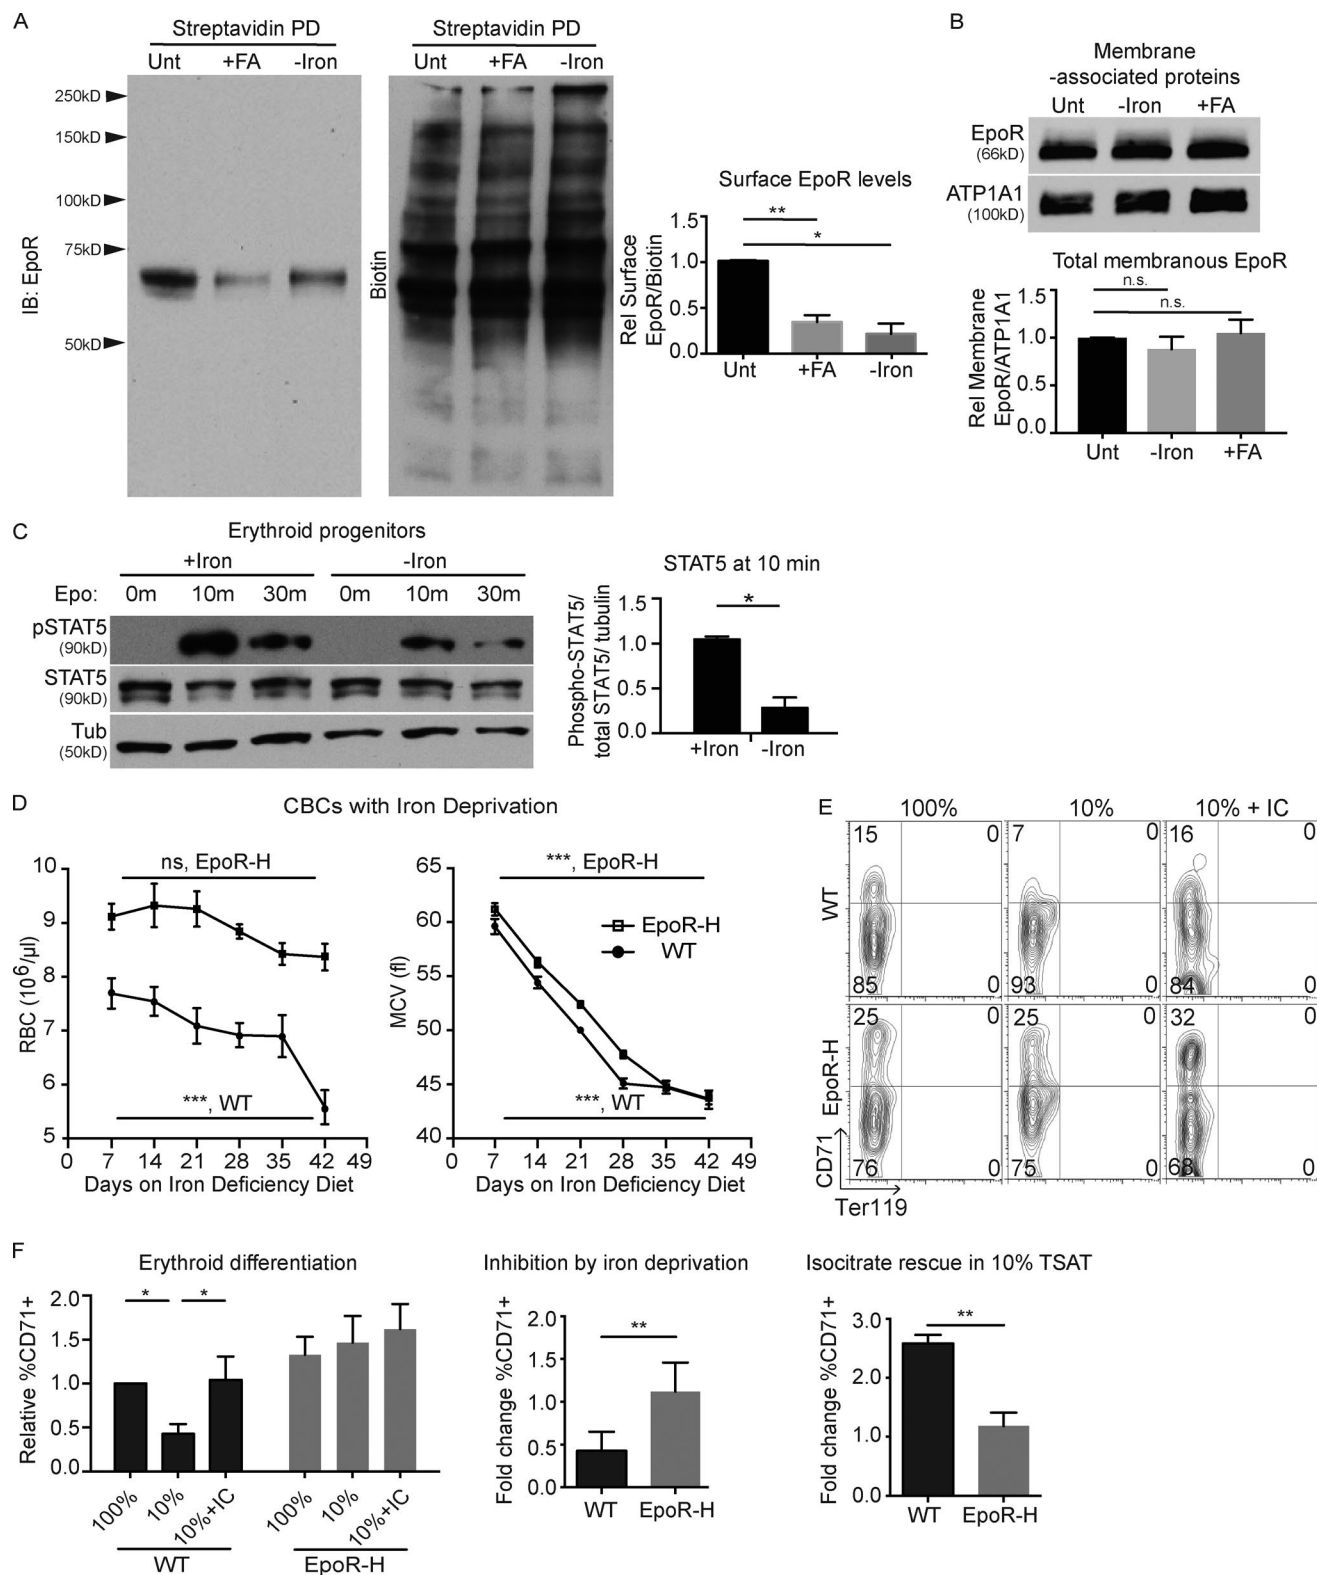 A
Streptavidin PD
Unt +FA -Iron
250kD
150kD
100kD
75kD
50kD
IB: EpoR
Streptavidin PD
Unt +FA -Iron
Biotin
Surface EpoR levels
Rel Surface
EpoR/Biotin
1.5
1.0
0.5
0.0
**
*
Unt +FA -Iron
B
Membrane
-associated proteins
Unt -Iron +FA
EpoR
(66kD)
ATP1A1
(100kD)
Total membranous EpoR
Rel Membrane
EpoR/ATP1A1
1.5
1.0
0.5
0.0
n.s.
n.s.
Unt -Iron +FA
C
Erythroid progenitors
+Iron -Iron
Epo: 0m 10m 30m 0m 10m 30m
pSTAT5
(90kD)
STAT5
(90kD)
Tub
(50kD)
STAT5 at 10 min
Phospho-STAT5/
total STAT5/ tubulin
1.5
1.0
0.5
0.0
*
+Iron -Iron
D
CBCs with Iron Deprivation
RBC (10⁶/µl)
10
9
8
7
6
5
ns, EpoR-H
***, WT
0 7 14 21 28 35 42 49
Days on Iron Deficiency Diet
MCV (fl)
65
60
55
50
45
40
***, EpoR-H
EpoR-H
WT
***, WT
0 7 14 21 28 35 42 49
Days on Iron Deficiency Diet
E
100% 10% 10% + IC
WT
15 0 7 0 16 0
85 0 93 0 84 0
EpoR-H
25 0 25 0 32 0
76 0 75 0 68 0
CD71
Ter119
F
Erythroid differentiation
Relative %CD71+
2.0
1.5
1.0
0.5
0.0
* *
100% 10% 10%+IC 100% 10% 10%+IC
WT EpoR-H
Inhibition by iron deprivation
Fold change %CD71+
2.0
1.5
1.0
0.5
0.0
**
WT EpoR-H
Isocitrate rescue in 10% TSAT
Fold change %CD71+
3.0
2.0
1.0
0.0
**
WT EpoR-H